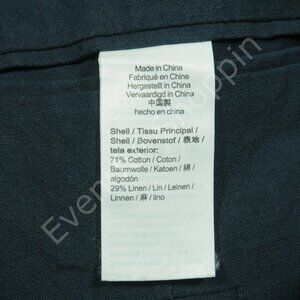 Made in China
Fabriqué en Chine
Hergestellt in China
Vervaardigd in China
中国製
hecho en china
Shell / Tissu Principal /
Shell / Bovenstof / 表地 /
tela exterior:
71% Cotton / Coton /
Baumwolle / Katoen / 綿 /
algodón
29% Linen / Lin / Leinen /
Linnen / 麻 / lino